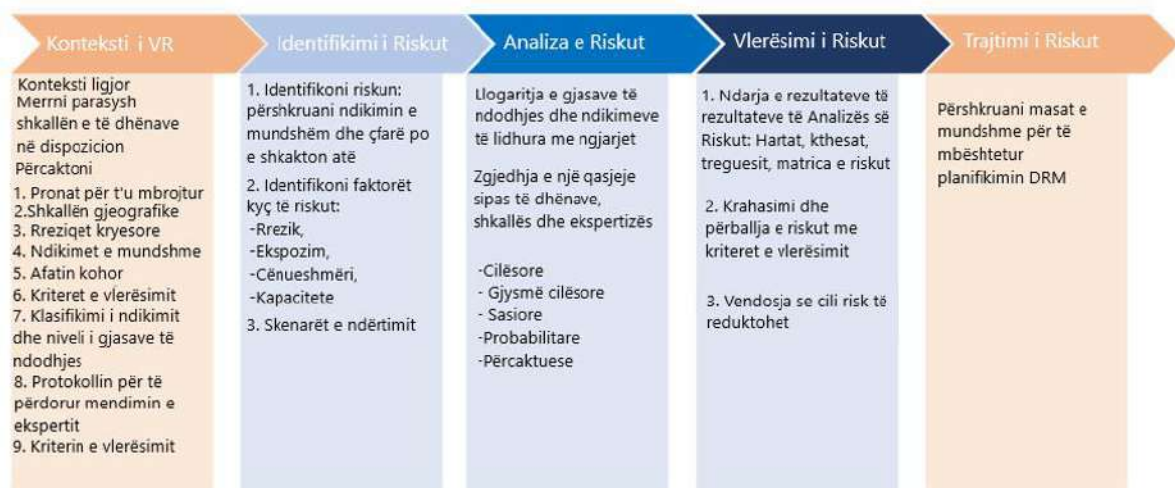 Konteksti i VR
Konteksti ligjor
Merrni parasysh
shkallën e të dhënave
në dispozicion
Përcaktoni
1. Pronat për t'u mbrojtur
2.Shkallën gjeografike
3. Rreziqet kryesore
4. Ndikimet e mundshme
5. Afatin kohor
6. Kriteret e vlerësimit
7. Klasifikimi i ndikimit
dhe niveli i gjasave të
ndodhjes
8. Protokollin për të
përdorur mendimin e
ekspertit
9. Kriterin e vlerësimit
Identifikimi i Riskut
1. Identifikoni riskun:
përshkruani ndikimin e
mundshëm dhe çfarë po
e shkakton atë
2. Identifikoni faktorët
kyç të riskut:
-Rrezik,
-Ekspozim,
-Cënueshmëri,
-Kapacitete
3. Skenarët e ndërtimit
Analiza e Riskut
Llogaritja e gjasave të
ndodhjes dhe ndikimeve
të lidhura me ngjarjet
Zgjedhja e një qasjeje
sipas të dhënave,
shkallës dhe ekspertizës
-Cilësore
- Gjysmë cilësore
- Sasiore
-Probabilitare
-Përcaktuese
Vlerësimi i Riskut
1. Ndarja e rezultateve të
rezultateve të Analizës së
Riskut: Hartat, kthesat,
treguesit, matrica e riskut
2. Krahasimi dhe
përballja e riskut me
kriteret e vlerësimit
3. Vendosja se cili risk të
reduktohet
Trajtimi i Riskut
Përshkruani masat e
mundshme për të
mbështetur
planifikimin DRM